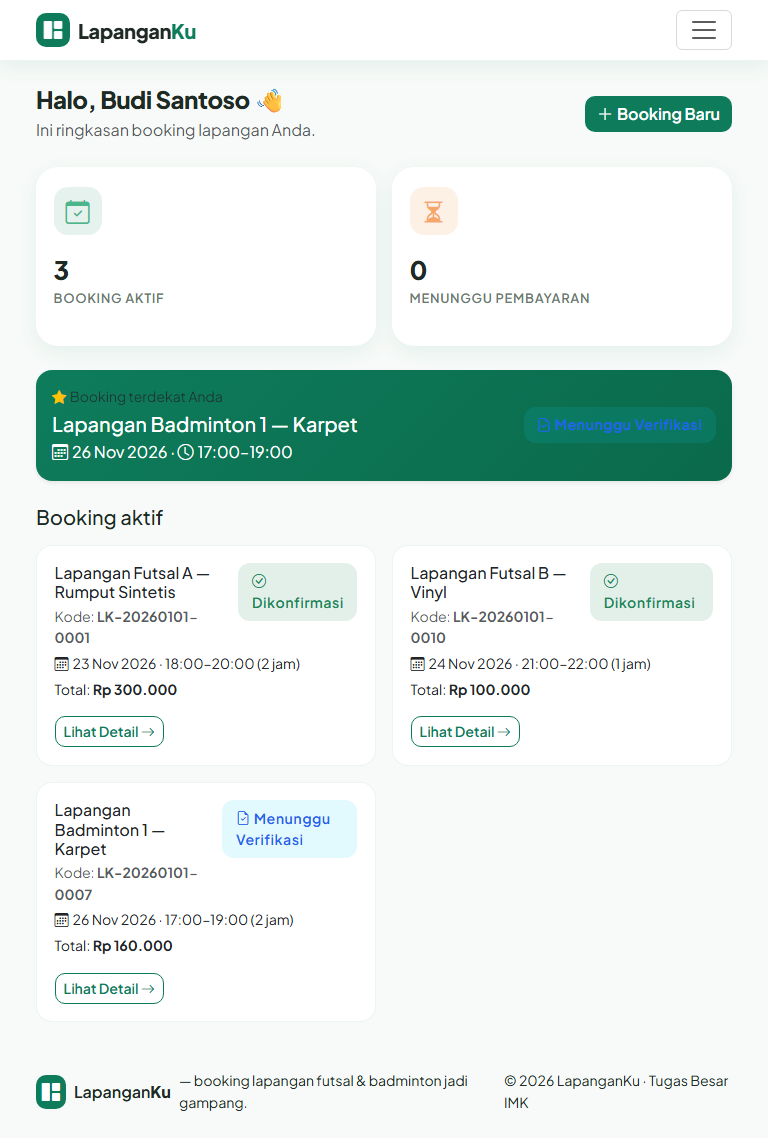 LapanganKu
Halo, Budi Santoso 👋
Ini ringkasan booking lapangan Anda.
+ Booking Baru
3
BOOKING AKTIF
0
MENUNGGU PEMBAYARAN
Booking terdekat Anda
Lapangan Badminton 1 — Karpet
26 Nov 2026 · 17:00–19:00
Menunggu Verifikasi
Booking aktif
Lapangan Futsal A —
Rumput Sintetis
Dikonfirmasi
Kode: LK-20260101-
0001
23 Nov 2026 · 18:00–20:00 (2 jam)
Total: Rp 300.000
Lihat Detail →
Lapangan Futsal B —
Vinyl
Dikonfirmasi
Kode: LK-20260101-
0010
24 Nov 2026 · 21:00–22:00 (1 jam)
Total: Rp 100.000
Lihat Detail →
Lapangan
Badminton 1 —
Karpet
Menunggu
Verifikasi
Kode: LK-20260101-
0007
26 Nov 2026 · 17:00–19:00 (2 jam)
Total: Rp 160.000
Lihat Detail →
LapanganKu
— booking lapangan futsal & badminton jadi
gampang.
© 2026 LapanganKu · Tugas Besar
IMK